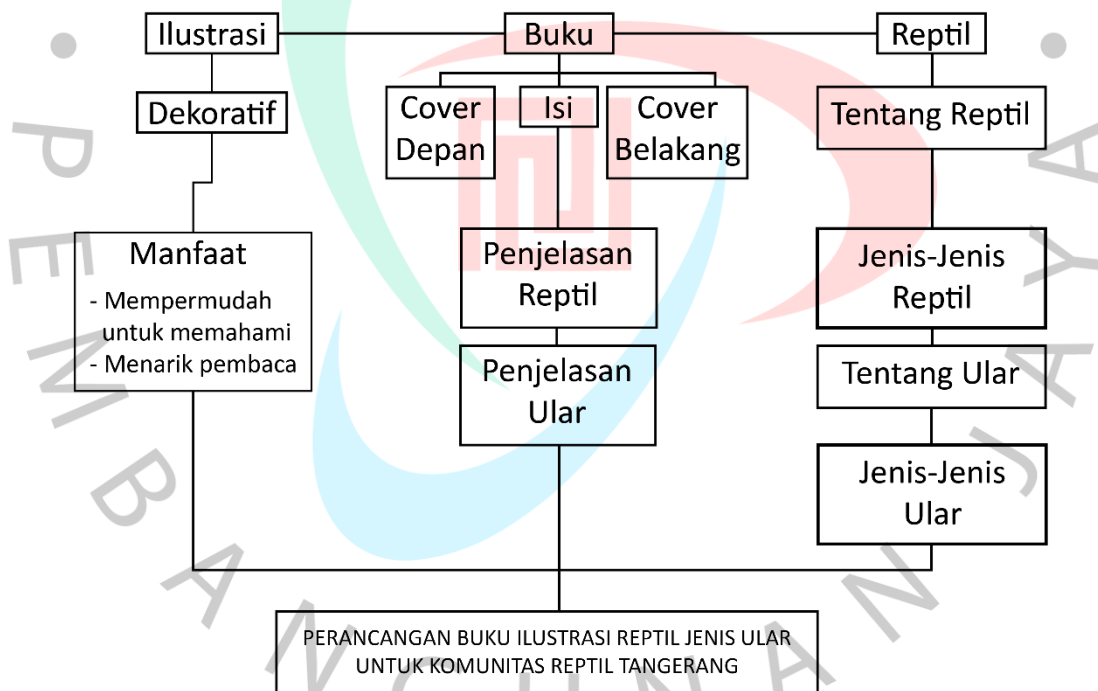 Ilustrasi
Buku
Reptil
Dekoratif
Cover
Depan
Isi
Cover
Belakang
Tentang Reptil
Manfaat
- Mempermudah
untuk memahami
- Menarik pembaca
Penjelasan
Reptil
Jenis-Jenis
Reptil
Penjelasan
Ular
Tentang Ular
Jenis-Jenis
Ular
PERANCANGAN BUKU ILUSTRASI REPTIL JENIS ULAR
UNTUK KOMUNITAS REPTIL TANGERANG
PEMBANGUNAN JAYA